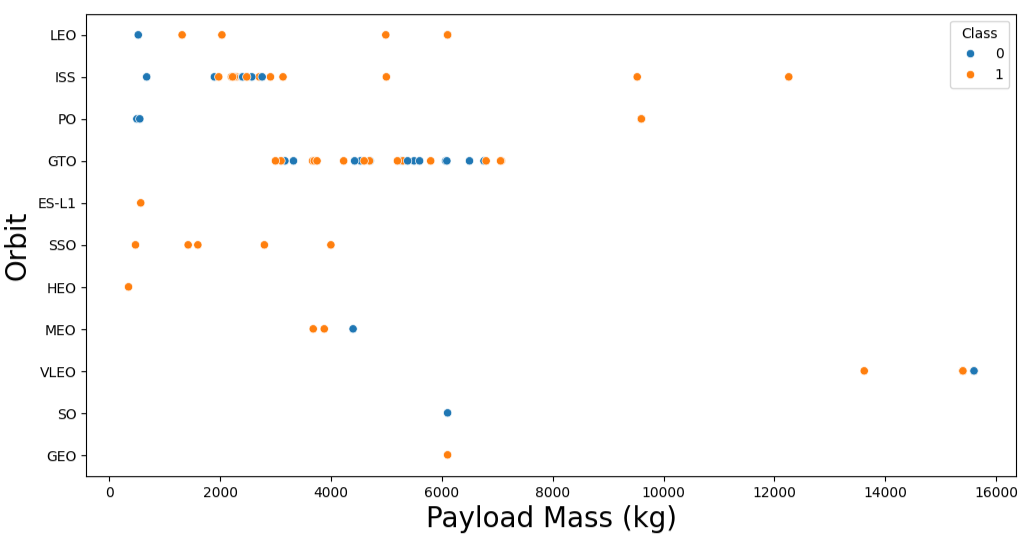 Class
0
1
LEO
ISS
PO
GTO
ES-L1
SSO
HEO
MEO
VLEO
SO
GEO
Orbit
0 2000 4000 6000 8000 10000 12000 14000 16000
Payload Mass (kg)